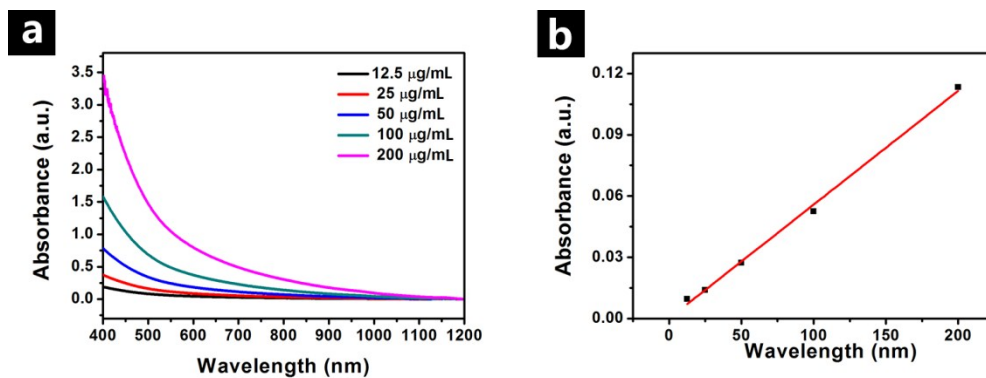 a
Absorbance (a.u.)
3.5
3.0
2.5
2.0
1.5
1.0
0.5
0.0
12.5 µg/mL
25 µg/mL
50 µg/mL
100 µg/mL
200 µg/mL
400 500 600 700 800 900 1000 1100 1200
Wavelength (nm)
b
Absorbance (a.u.)
0.12
0.09
0.06
0.03
0.00
0 50 100 150 200
Wavelength (nm)